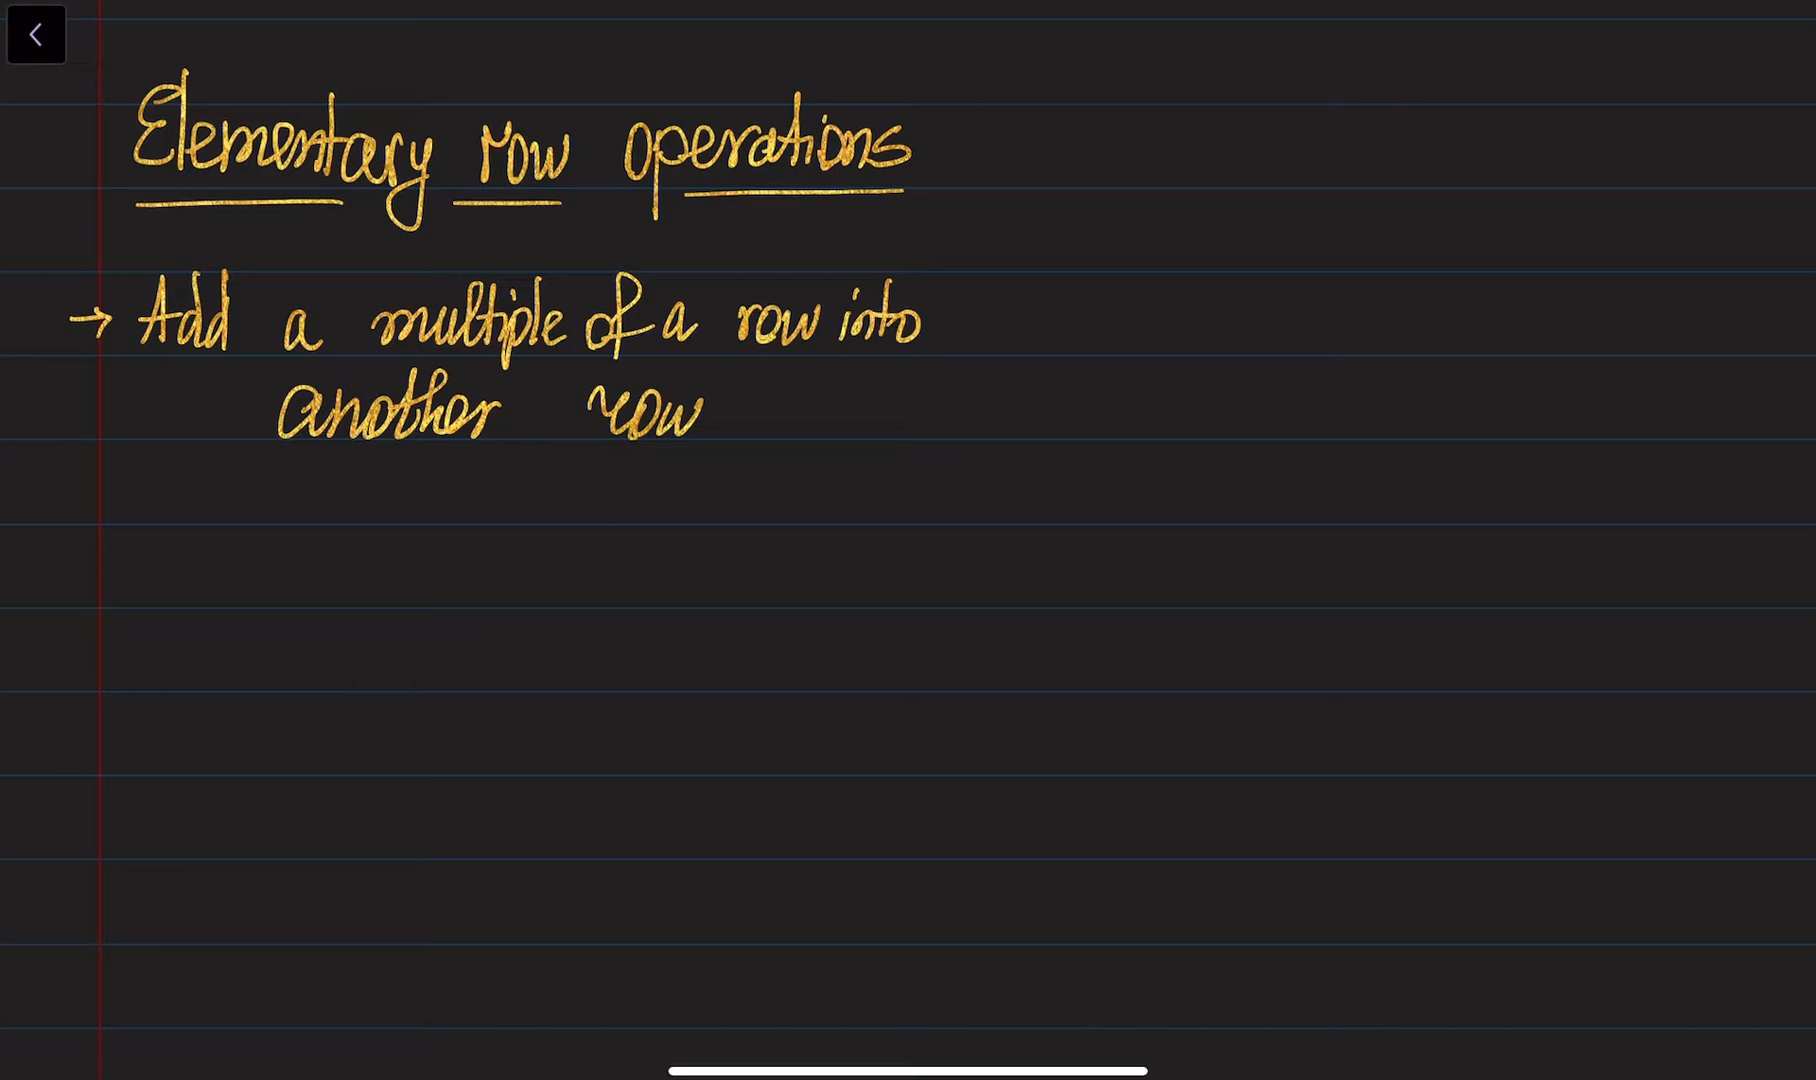 Elementary row operations
→ Add a multiple of a row into
another row